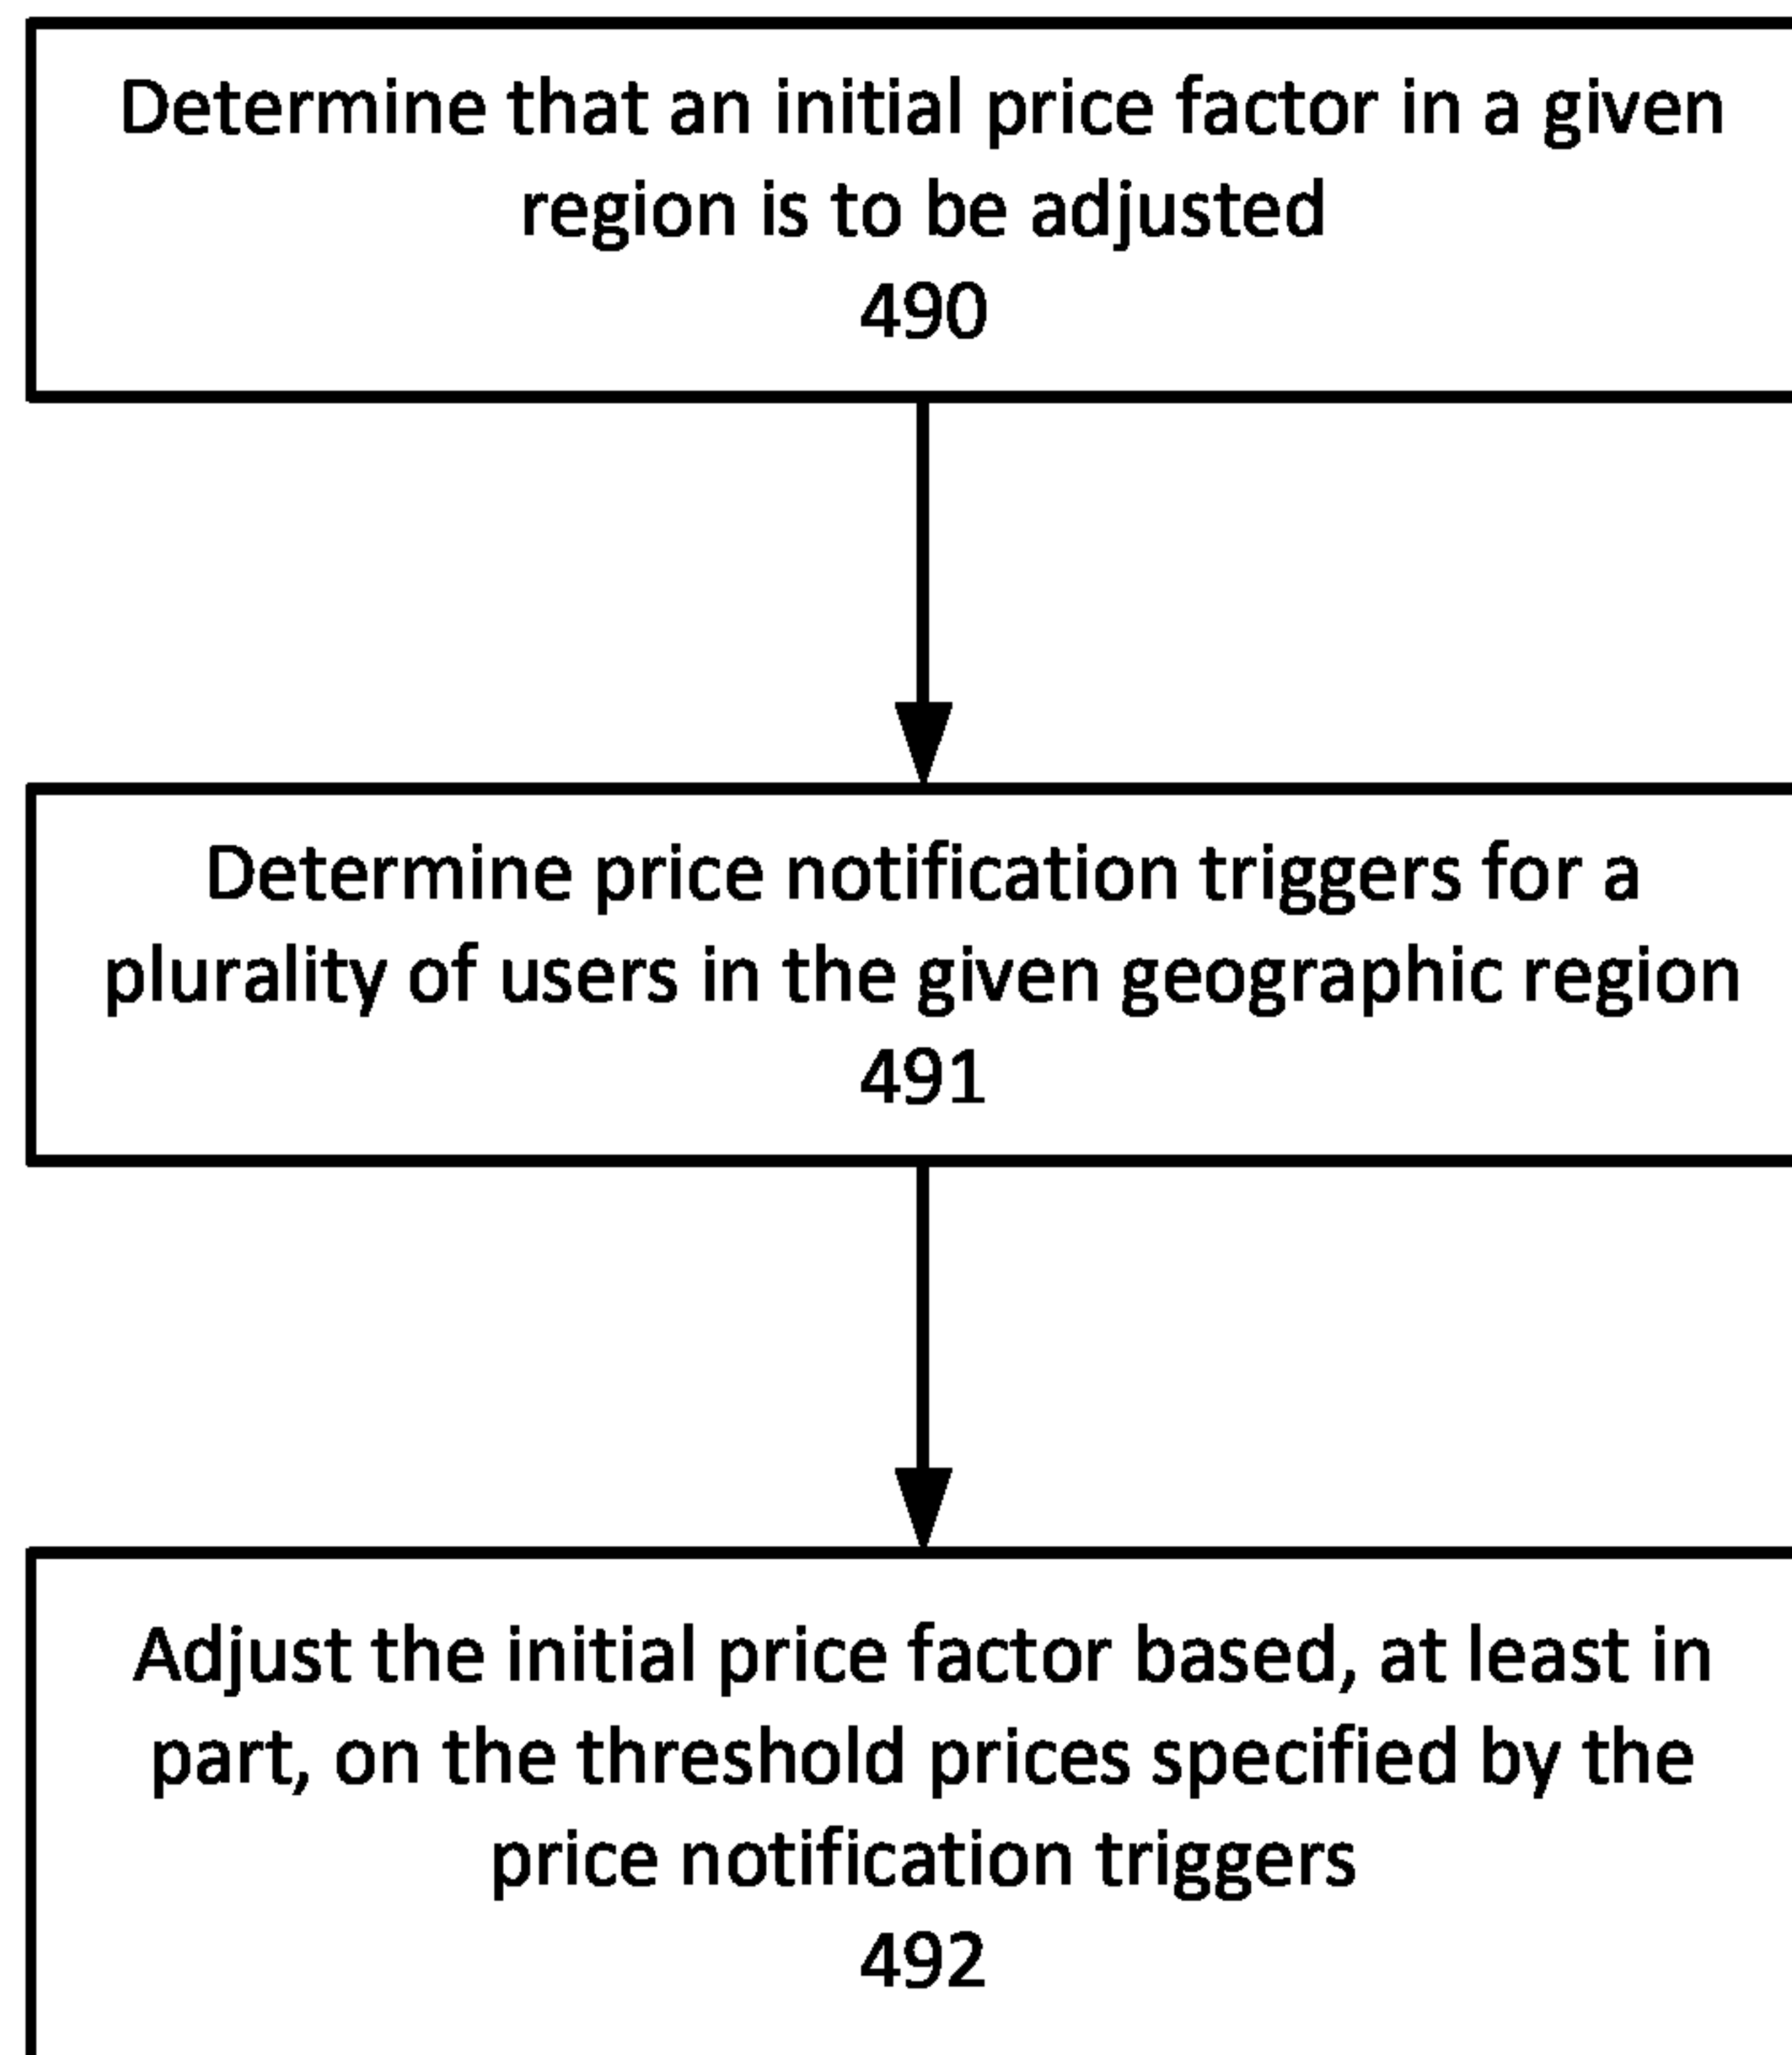 Determine that an initial price factor in a given
region is to be adjusted
490
Determine price notification triggers for a
plurality of users in the given geographic region
491
Adjust the initial price factor based, at least in
part, on the threshold prices specified by the
price notification triggers
492